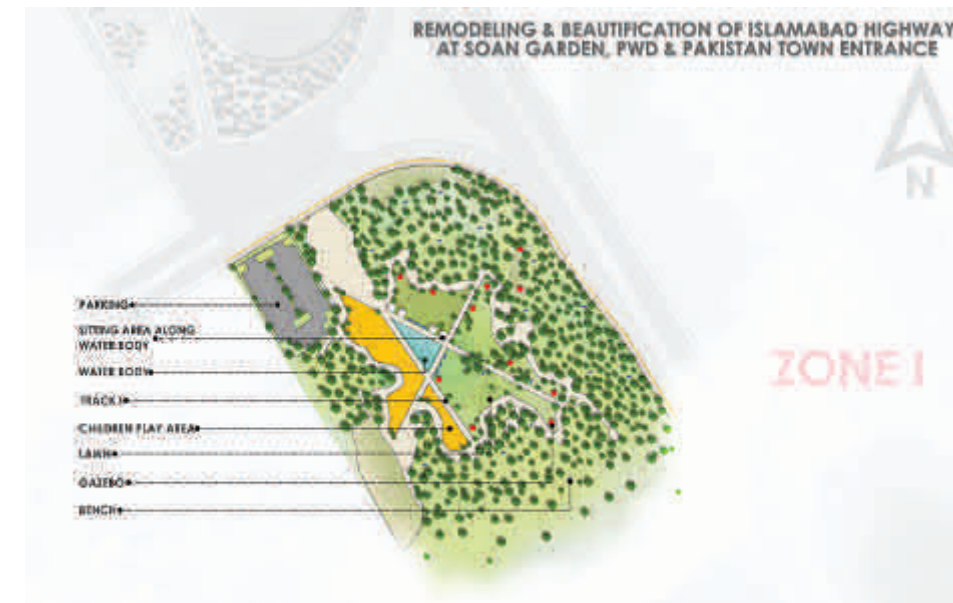 REMODELING & BEAUTIFICATION OF ISLAMABAD HIGHWAY
AT SOAN GARDEN, PWD & PAKISTAN TOWN ENTRANCE
N
ZONE I
PARKING
SITTING AREA ALONG
WATER BODY
WATER BODY
TRACK
CHILDREN PLAY AREA
LAWN
GAZEBO
BENCH